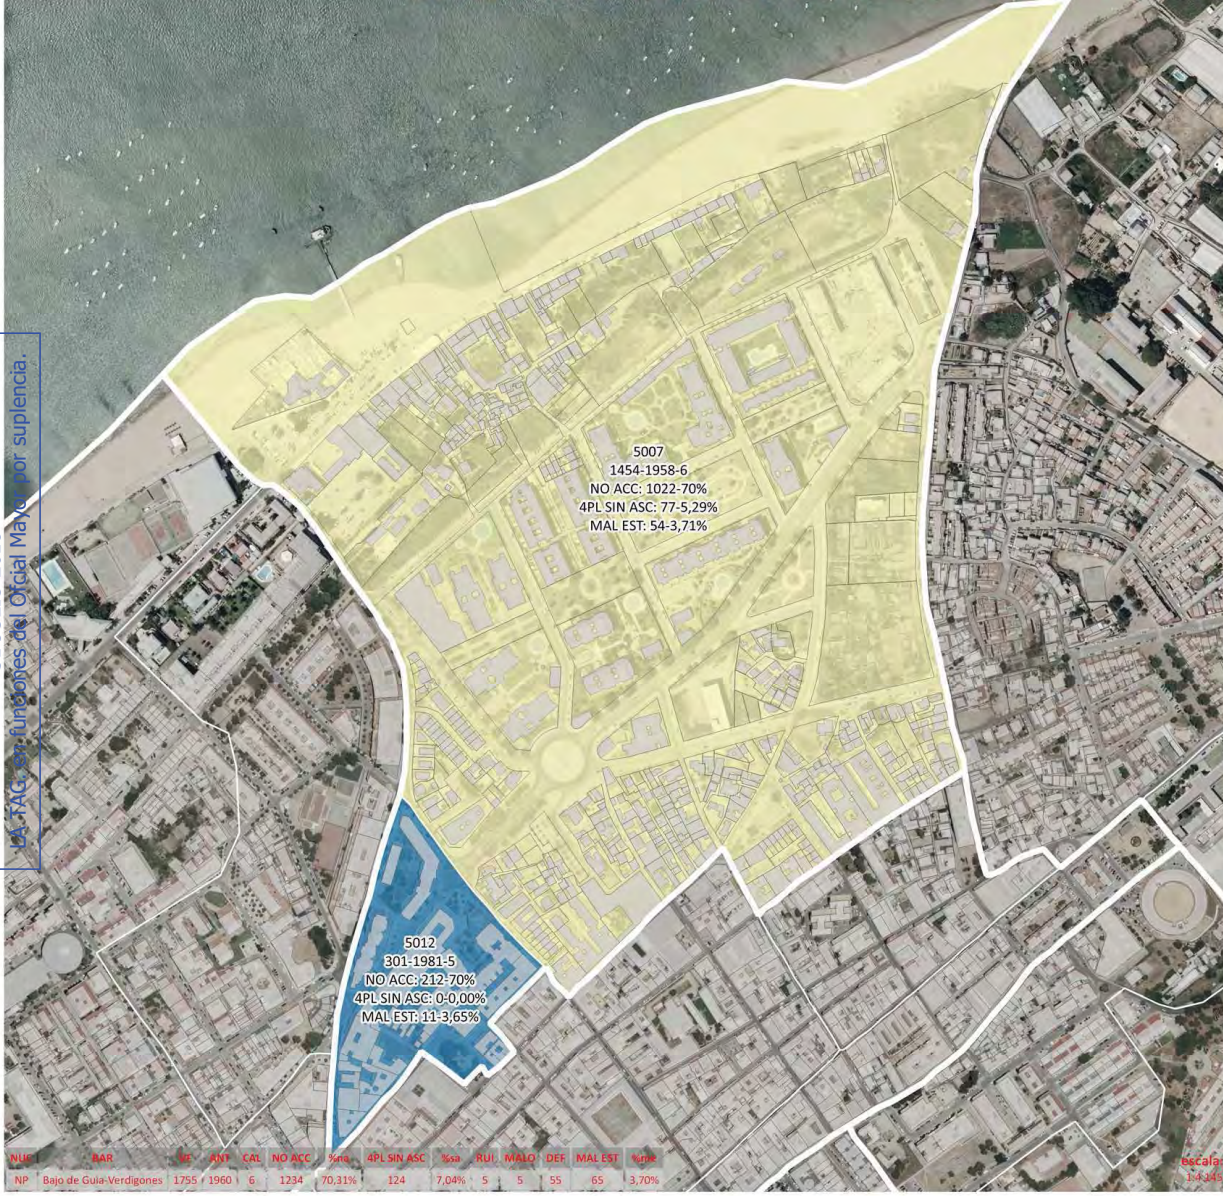 LA TAG. en funciones del Oficial Mayor por suplencia.
5007
1454-1958-6
NO ACC: 1022-70%
4PL SIN ASC: 77-5,29%
MAL EST: 54-3,71%
5012
301-1981-5
NO ACC: 212-70%
4PL SIN ASC: 0-0,00%
MAL EST: 11-3,65%
NUC BAR ANT CAL NO ACC %na 4PL SIN ASC %sa RUI MALO DEF MAL EST %me
NP Bajo de Guia-Verdigones 1755 1960 6 1234 70,31% 124 7,04% 5 5 55 65 3,70%
escala:
1:4.145